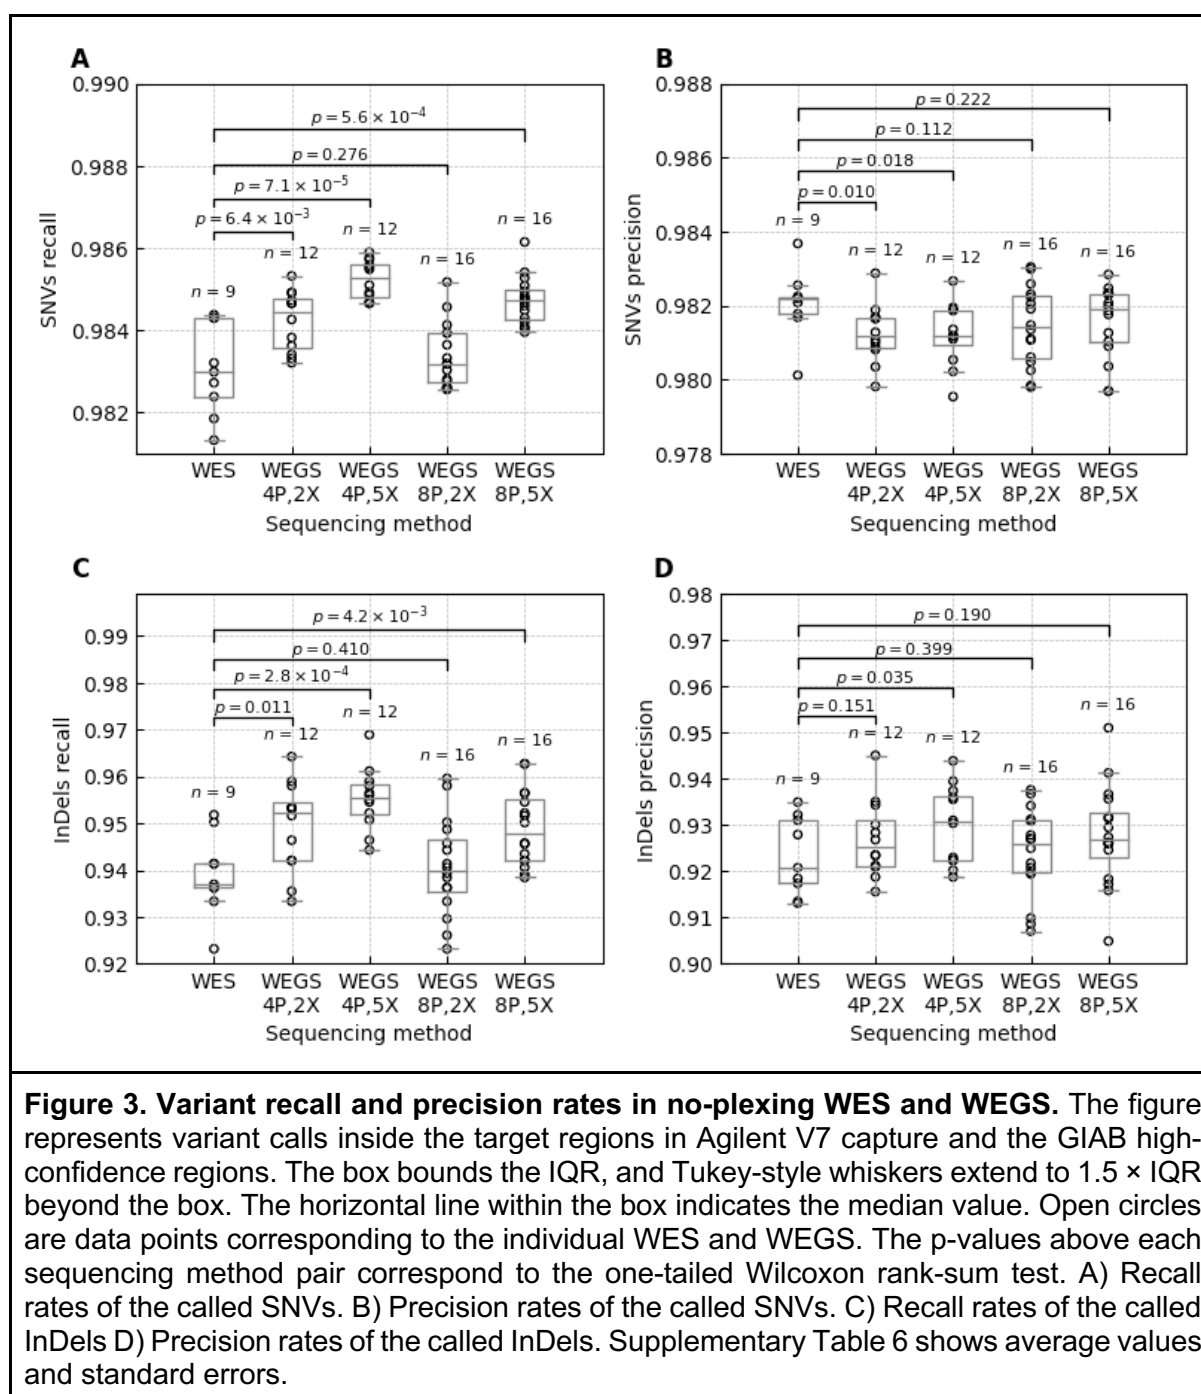 A
0.990
0.988
0.986
0.984
0.982
SNVs recall
p = 5.6 × 10⁻⁴
p = 0.276
p = 7.1 × 10⁻⁵
p = 6.4 × 10⁻³
n = 9
n = 12
n = 12
n = 16
n = 16
WES
WEGS
4P,2X
WEGS
4P,5X
WEGS
8P,2X
WEGS
8P,5X
Sequencing method
B
0.988
0.986
0.984
0.982
0.980
0.978
SNVs precision
p = 0.222
p = 0.112
p = 0.018
p = 0.010
n = 9
n = 12
n = 12
n = 16
n = 16
WES
WEGS
4P,2X
WEGS
4P,5X
WEGS
8P,2X
WEGS
8P,5X
Sequencing method
C
0.99
0.98
0.97
0.96
0.95
0.94
0.93
0.92
InDels recall
p = 4.2 × 10⁻³
p = 0.410
p = 2.8 × 10⁻⁴
p = 0.011
n = 9
n = 12
n = 12
n = 16
n = 16
WES
WEGS
4P,2X
WEGS
4P,5X
WEGS
8P,2X
WEGS
8P,5X
Sequencing method
D
0.98
0.97
0.96
0.95
0.94
0.93
0.92
0.91
0.90
InDels precision
p = 0.190
p = 0.399
p = 0.035
p = 0.151
n = 9
n = 12
n = 12
n = 16
n = 16
WES
WEGS
4P,2X
WEGS
4P,5X
WEGS
8P,2X
WEGS
8P,5X
Sequencing method
Figure 3. Variant recall and precision rates in no-plexing WES and WEGS. The figure
represents variant calls inside the target regions in Agilent V7 capture and the GIAB high-
confidence regions. The box bounds the IQR, and Tukey-style whiskers extend to 1.5 × IQR
beyond the box. The horizontal line within the box indicates the median value. Open circles
are data points corresponding to the individual WES and WEGS. The p-values above each
sequencing method pair correspond to the one-tailed Wilcoxon rank-sum test. A) Recall
rates of the called SNVs. B) Precision rates of the called SNVs. C) Recall rates of the called
InDels D) Precision rates of the called InDels. Supplementary Table 6 shows average values
and standard errors.